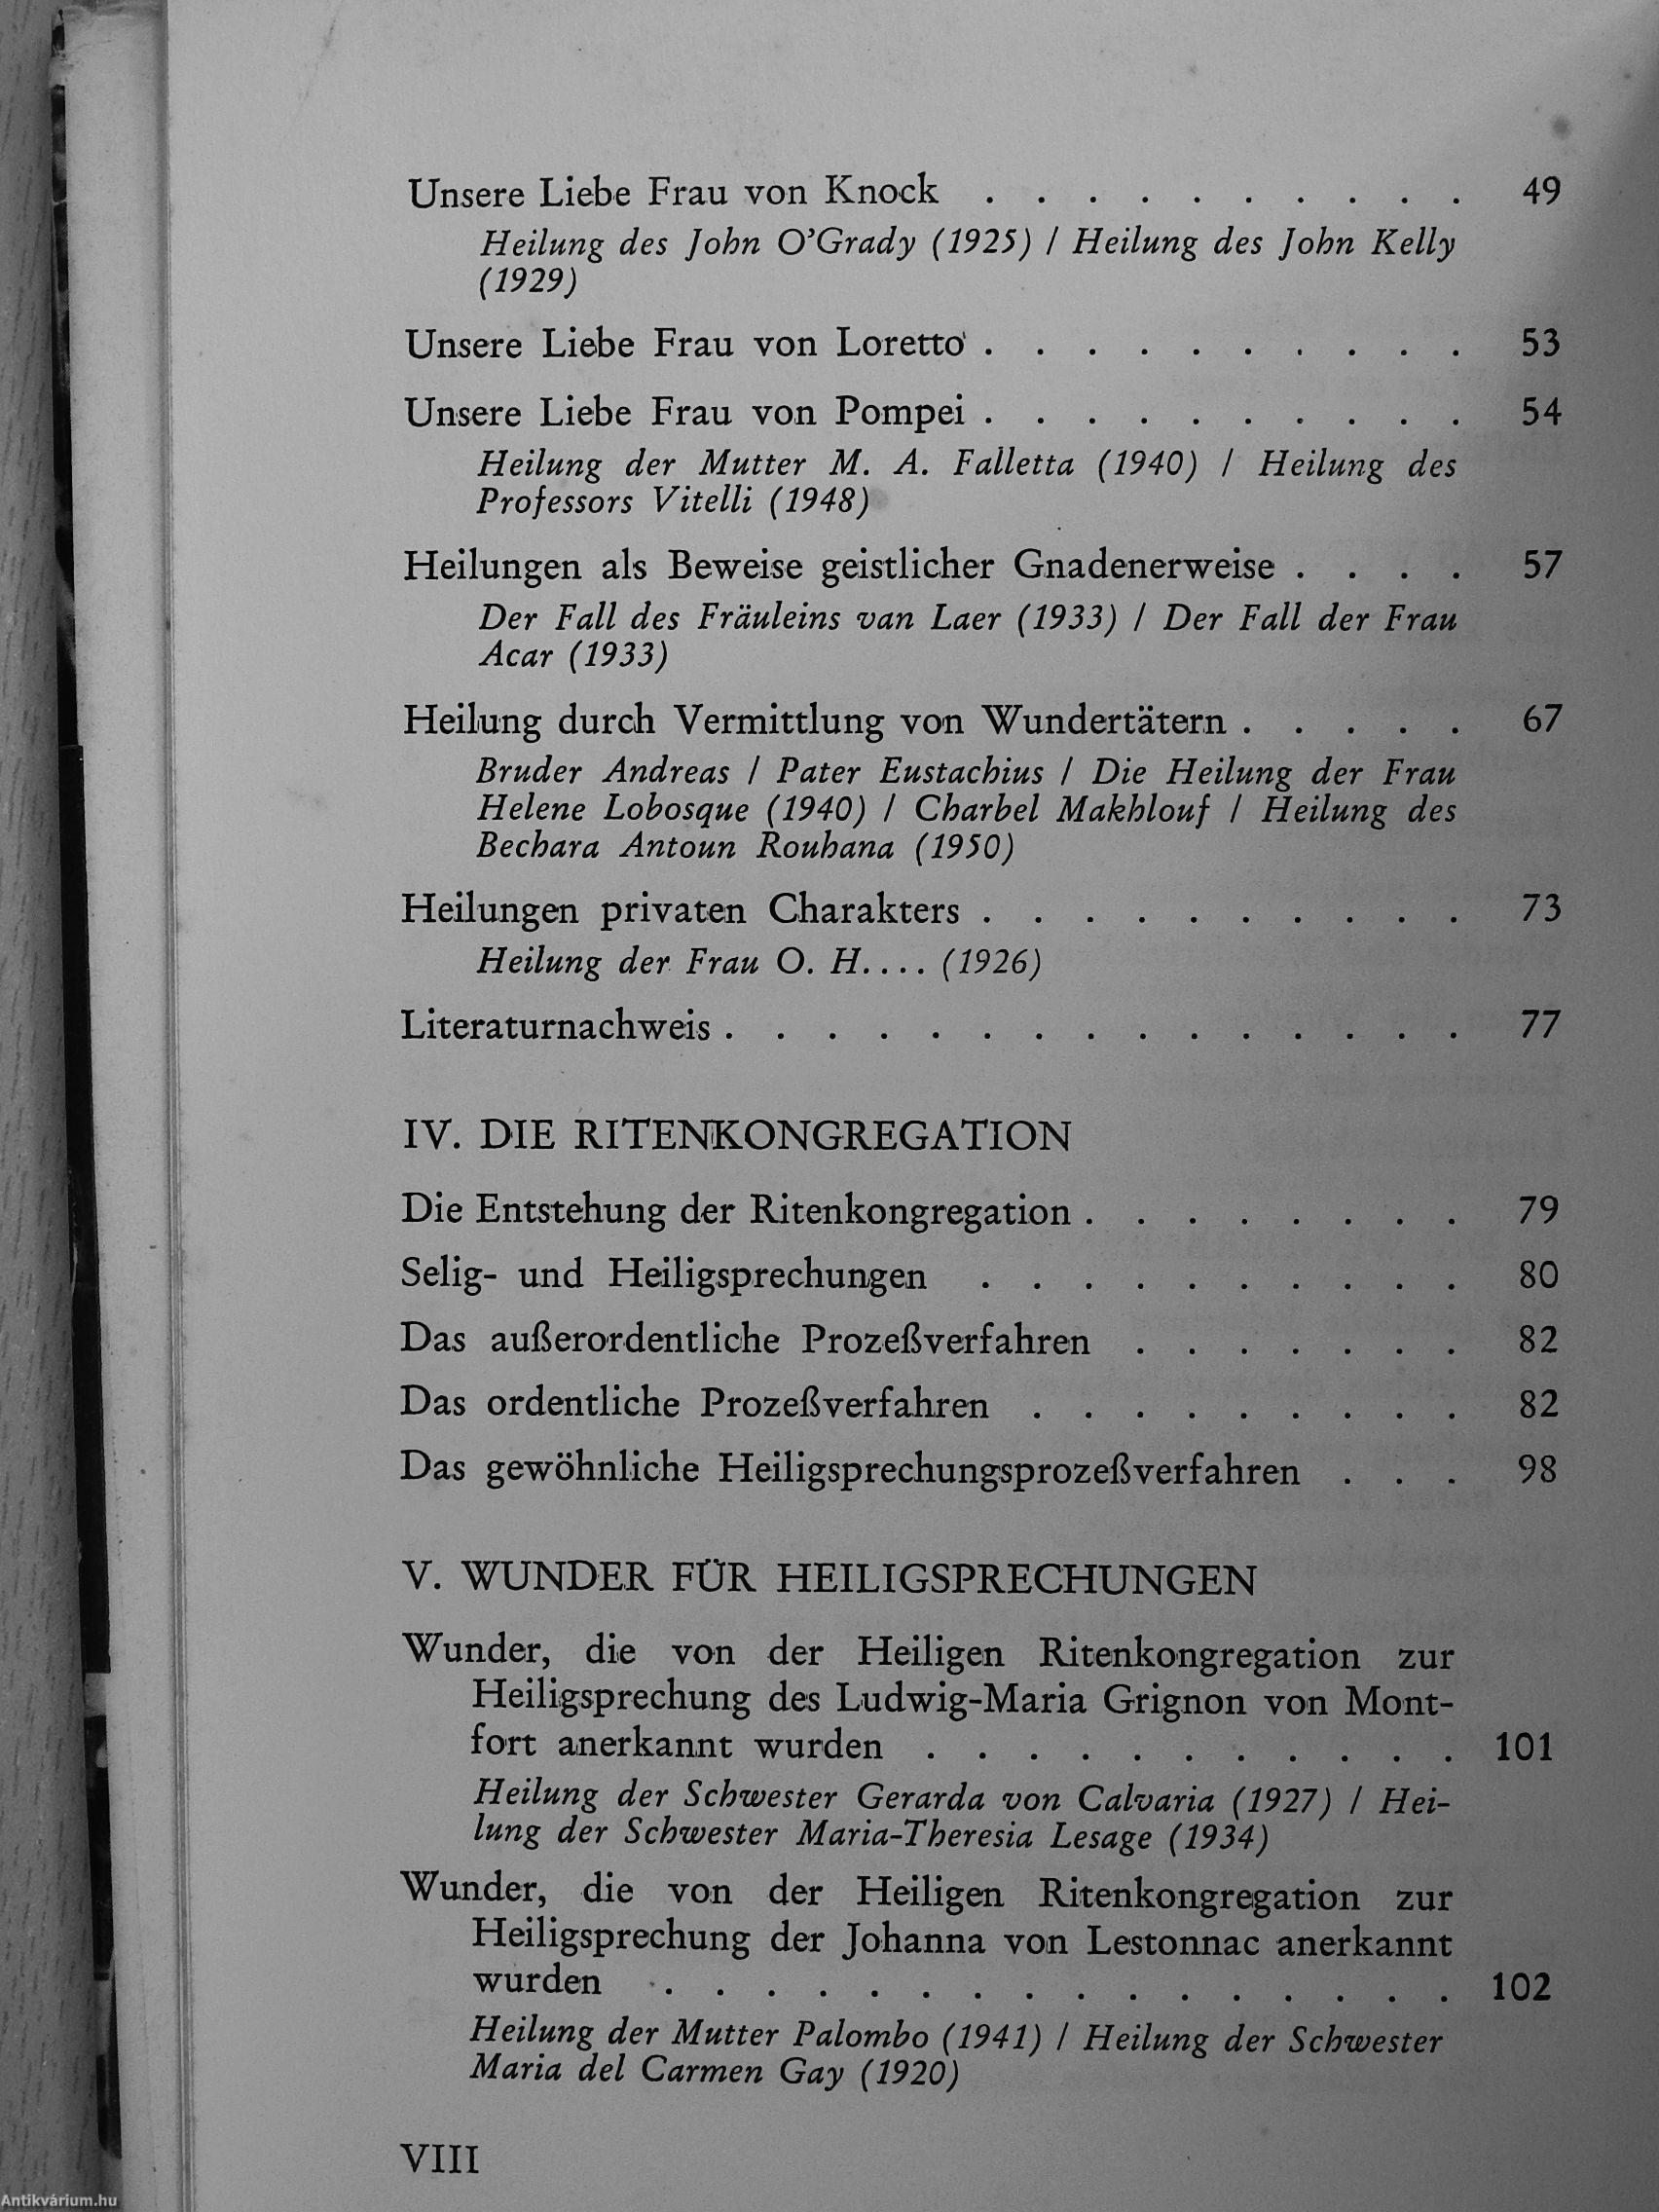 Unsere Liebe Frau von Knock . . . . . . . . . . 49
Heilung des John O’Grady (1925) / Heilung des John Kelly
(1929)
Unsere Liebe Frau von Loretto . . . . . . . . . . 53
Unsere Liebe Frau von Pompei . . . . . . . . . . 54
Heilung der Mutter M. A. Falletta (1940) / Heilung des
Professors Vitelli (1948)
Heilungen als Beweise geistlicher Gnadenerweise . . . . 57
Der Fall des Fräuleins van Laer (1933) / Der Fall der Frau
Acar (1933)
Heilung durch Vermittlung von Wundertätern . . . . . 67
Bruder Andreas / Pater Eustachius / Die Heilung der Frau
Helene Lobosque (1940) / Charbel Makhlouf / Heilung des
Bechara Antoun Rouhana (1950)
Heilungen privaten Charakters . . . . . . . . . . 73
Heilung der Frau O. H.... (1926)
Literaturnachweis . . . . . . . . . . . . . . . 77
IV. DIE RITENKONGREGATION
Die Entstehung der Ritenkongregation . . . . . . . . 79
Selig- und Heiligsprechungen . . . . . . . . . . 80
Das außerordentliche Prozeßverfahren . . . . . . . 82
Das ordentliche Prozeßverfahren . . . . . . . . . 82
Das gewöhnliche Heiligsprechungsprozeßverfahren . . . 98
V. WUNDER FÜR HEILIGSPRECHUNGEN
Wunder, die von der Heiligen Ritenkongregation zur
Heiligsprechung des Ludwig-Maria Grignon von Mont-
fort anerkannt wurden . . . . . . . . . . . 101
Heilung der Schwester Gerarda von Calvaria (1927) / Hei-
lung der Schwester Maria-Theresia Lesage (1934)
Wunder, die von der Heiligen Ritenkongregation zur
Heiligsprechung der Johanna von Lestonnac anerkannt
wurden . . . . . . . . . . . . . . . . 102
Heilung der Mutter Palombo (1941) / Heilung der Schwester
Maria del Carmen Gay (1920)
VIII
Antikvárium.hu